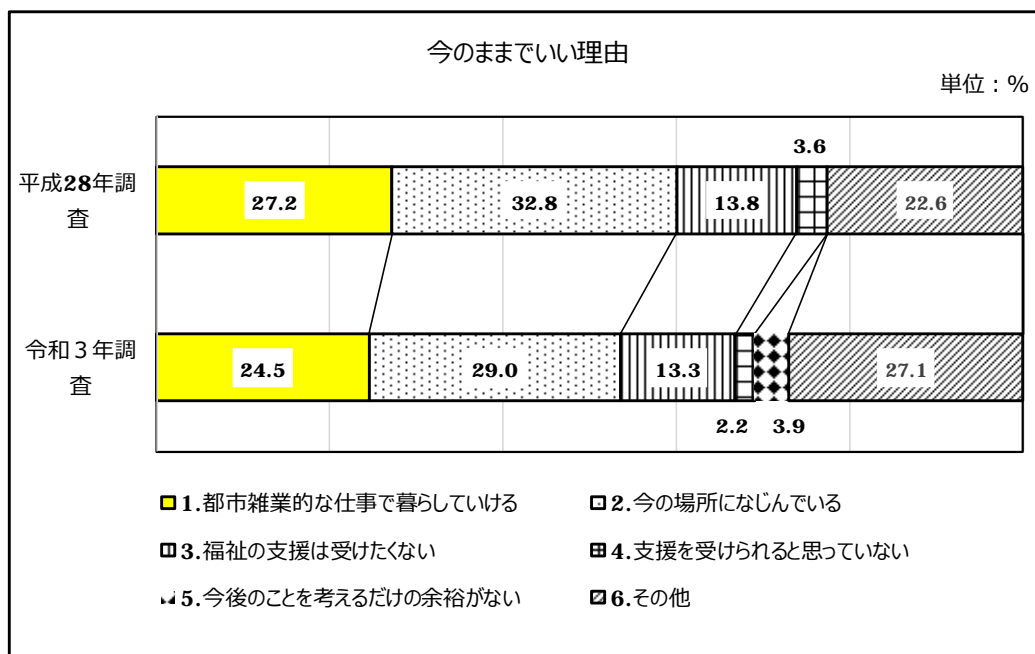 今のままでいい理由
単位：%
3.6
平成28年調
査
27.2
32.8
13.8
22.6
令和３年調
査
24.5
29.0
13.3
27.1
2.2
3.9
1.都市雑業的な仕事で暮らしていける
2.今の場所になじんでいる
3.福祉の支援は受けたくない
4.支援を受けられると思っていない
5.今後のことを考えるだけの余裕がない
6.その他